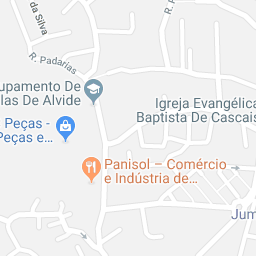 da Silva
R. Padarias
upamento De
las De Alvide
Igreja Evangélica
Baptista De Cascais
Peças -
Peças e...
Panisol – Comércio
e Indústria de...
Jum